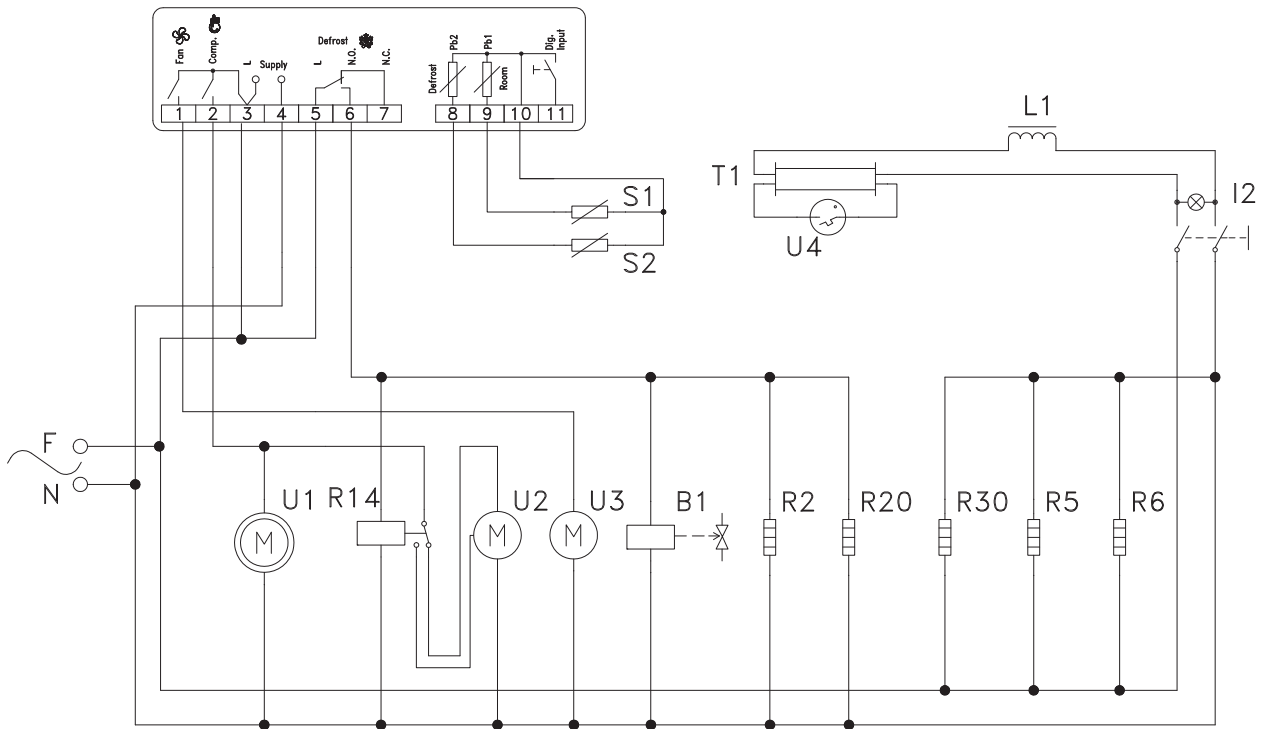 Fan
Comp.
L
Supply
Defrost
L
N.O.
N.C.
Defrost
Pb2
Pb1
Room
Dig.
Input
1 2 3 4 5 6 7
8 9 10 11
L1
T1
S1
I2
U4
S2
F
N
U1
R14
U2
U3
B1
R2
R20
R30
R5
R6
M
M
M